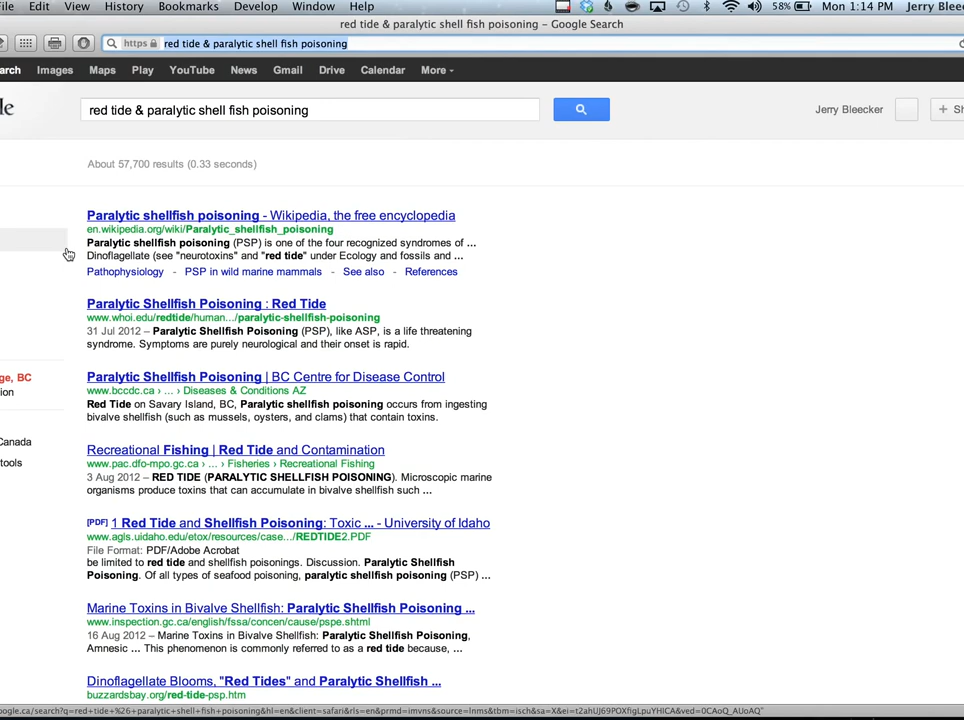 File Edit View History Bookmarks Develop Window Help 58% Mon 1:14 PM Jerry Bleec
red tide & paralytic shell fish poisoning – Google Search
https red tide & paralytic shell fish poisoning
arch Images Maps Play YouTube News Gmail Drive Calendar More
le red tide & paralytic shell fish poisoning Jerry Bleecker + Sh
About 57,700 results (0.33 seconds)
Paralytic shellfish poisoning - Wikipedia, the free encyclopedia
en.wikipedia.org/wiki/Paralytic_shellfish_poisoning
Paralytic shellfish poisoning (PSP) is one of the four recognized syndromes of ...
Dinoflagellate (see "neurotoxins" and "red tide" under Ecology and fossils and ...
Pathophysiology - PSP in wild marine mammals - See also - References
Paralytic Shellfish Poisoning : Red Tide
www.whoi.edu/redtide/human.../paralytic-shellfish-poisoning
31 Jul 2012 – Paralytic Shellfish Poisoning (PSP), like ASP, is a life threatening
syndrome. Symptoms are purely neurological and their onset is rapid.
ge, BC
ion
Paralytic Shellfish Poisoning | BC Centre for Disease Control
www.bccdc.ca › ... › Diseases & Conditions AZ
Red Tide on Savary Island, BC, Paralytic shellfish poisoning occurs from ingesting
bivalve shellfish (such as mussels, oysters, and clams) that contain toxins.
Canada
tools
Recreational Fishing | Red Tide and Contamination
www.pac.dfo-mpo.gc.ca › ... › Fisheries › Recreational Fishing
3 Aug 2012 – RED TIDE (PARALYTIC SHELLFISH POISONING). Microscopic marine
organisms produce toxins that can accumulate in bivalve shellfish such ...
[PDF] 1 Red Tide and Shellfish Poisoning: Toxic ... - University of Idaho
www.agls.uidaho.edu/etox/resources/case.../REDTIDE2.PDF
File Format: PDF/Adobe Acrobat
be limited to red tide and shellfish poisonings. Discussion. Paralytic Shellfish
Poisoning. Of all types of seafood poisoning, paralytic shellfish poisoning (PSP) ...
Marine Toxins in Bivalve Shellfish: Paralytic Shellfish Poisoning ...
www.inspection.gc.ca/english/fssa/concen/cause/pspe.shtml
16 Aug 2012 – Marine Toxins in Bivalve Shellfish: Paralytic Shellfish Poisoning,
Amnesic ... This phenomenon is commonly referred to as a red tide because, ...
Dinoflagellate Blooms, "Red Tides" and Paralytic Shellfish ...
buzzardsbay.org/red-tide-psp.htm